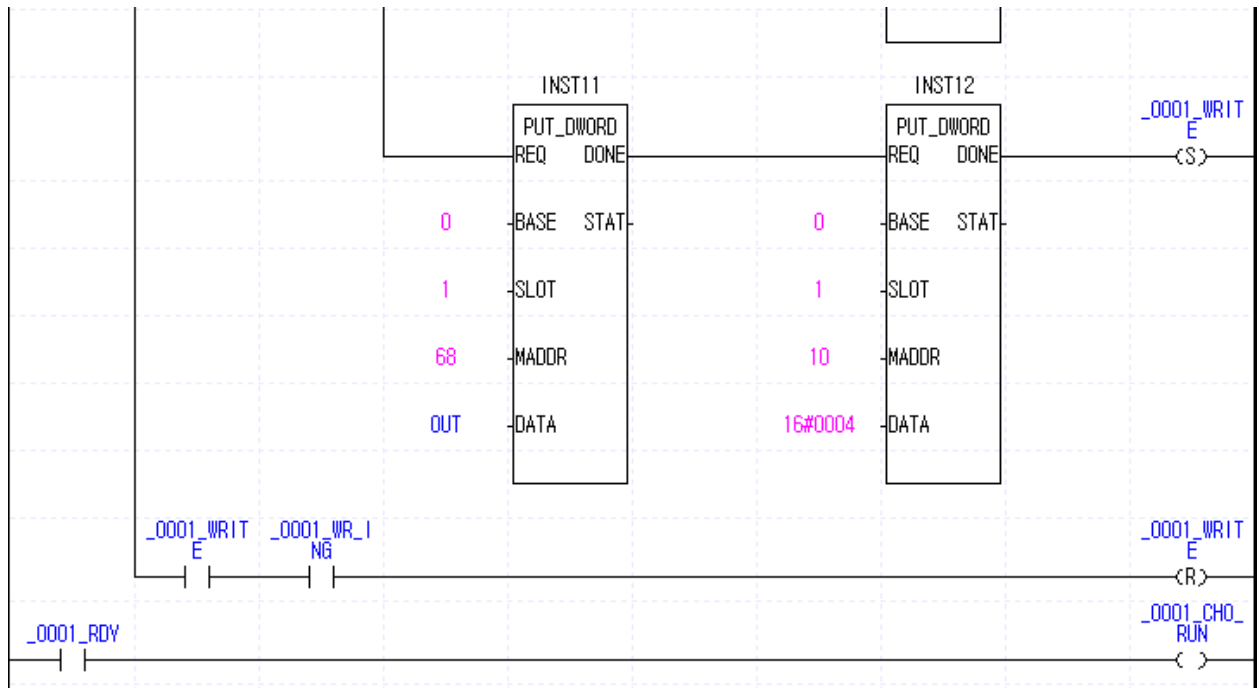 INST11 INST12
_0001_WRIT
E
PUT_DWORD PUT_DWORD
REQ DONE REQ DONE (S)
0 BASE STAT 0 BASE STAT
1 SLOT 1 SLOT
68 MADDR 10 MADDR
OUT DATA 16#0004 DATA
_0001_WRIT _0001_WR_I _0001_WRIT
E NG E
(R)
_0001_RDY _0001_CH0_
RUN